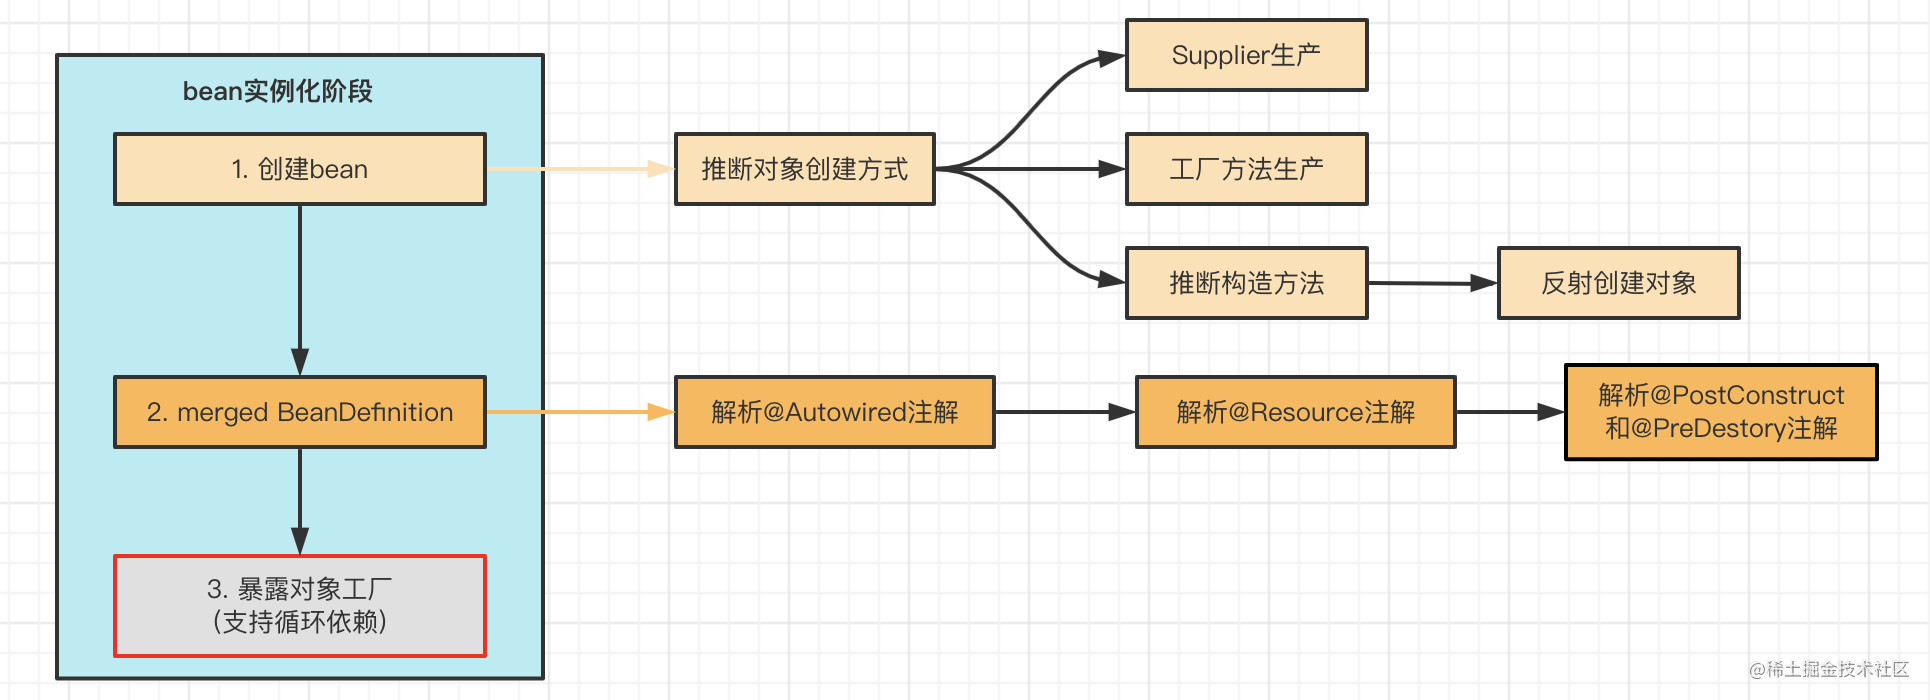 bean实例化阶段
1. 创建bean
推断对象创建方式
Supplier生产
工厂方法生产
推断构造方法
反射创建对象
2. merged BeanDefinition
解析@Autowired注解
解析@Resource注解
解析@PostConstruct
和@PreDestory注解
3. 暴露对象工厂
（支持循环依赖）
@稀土掘金技术社区